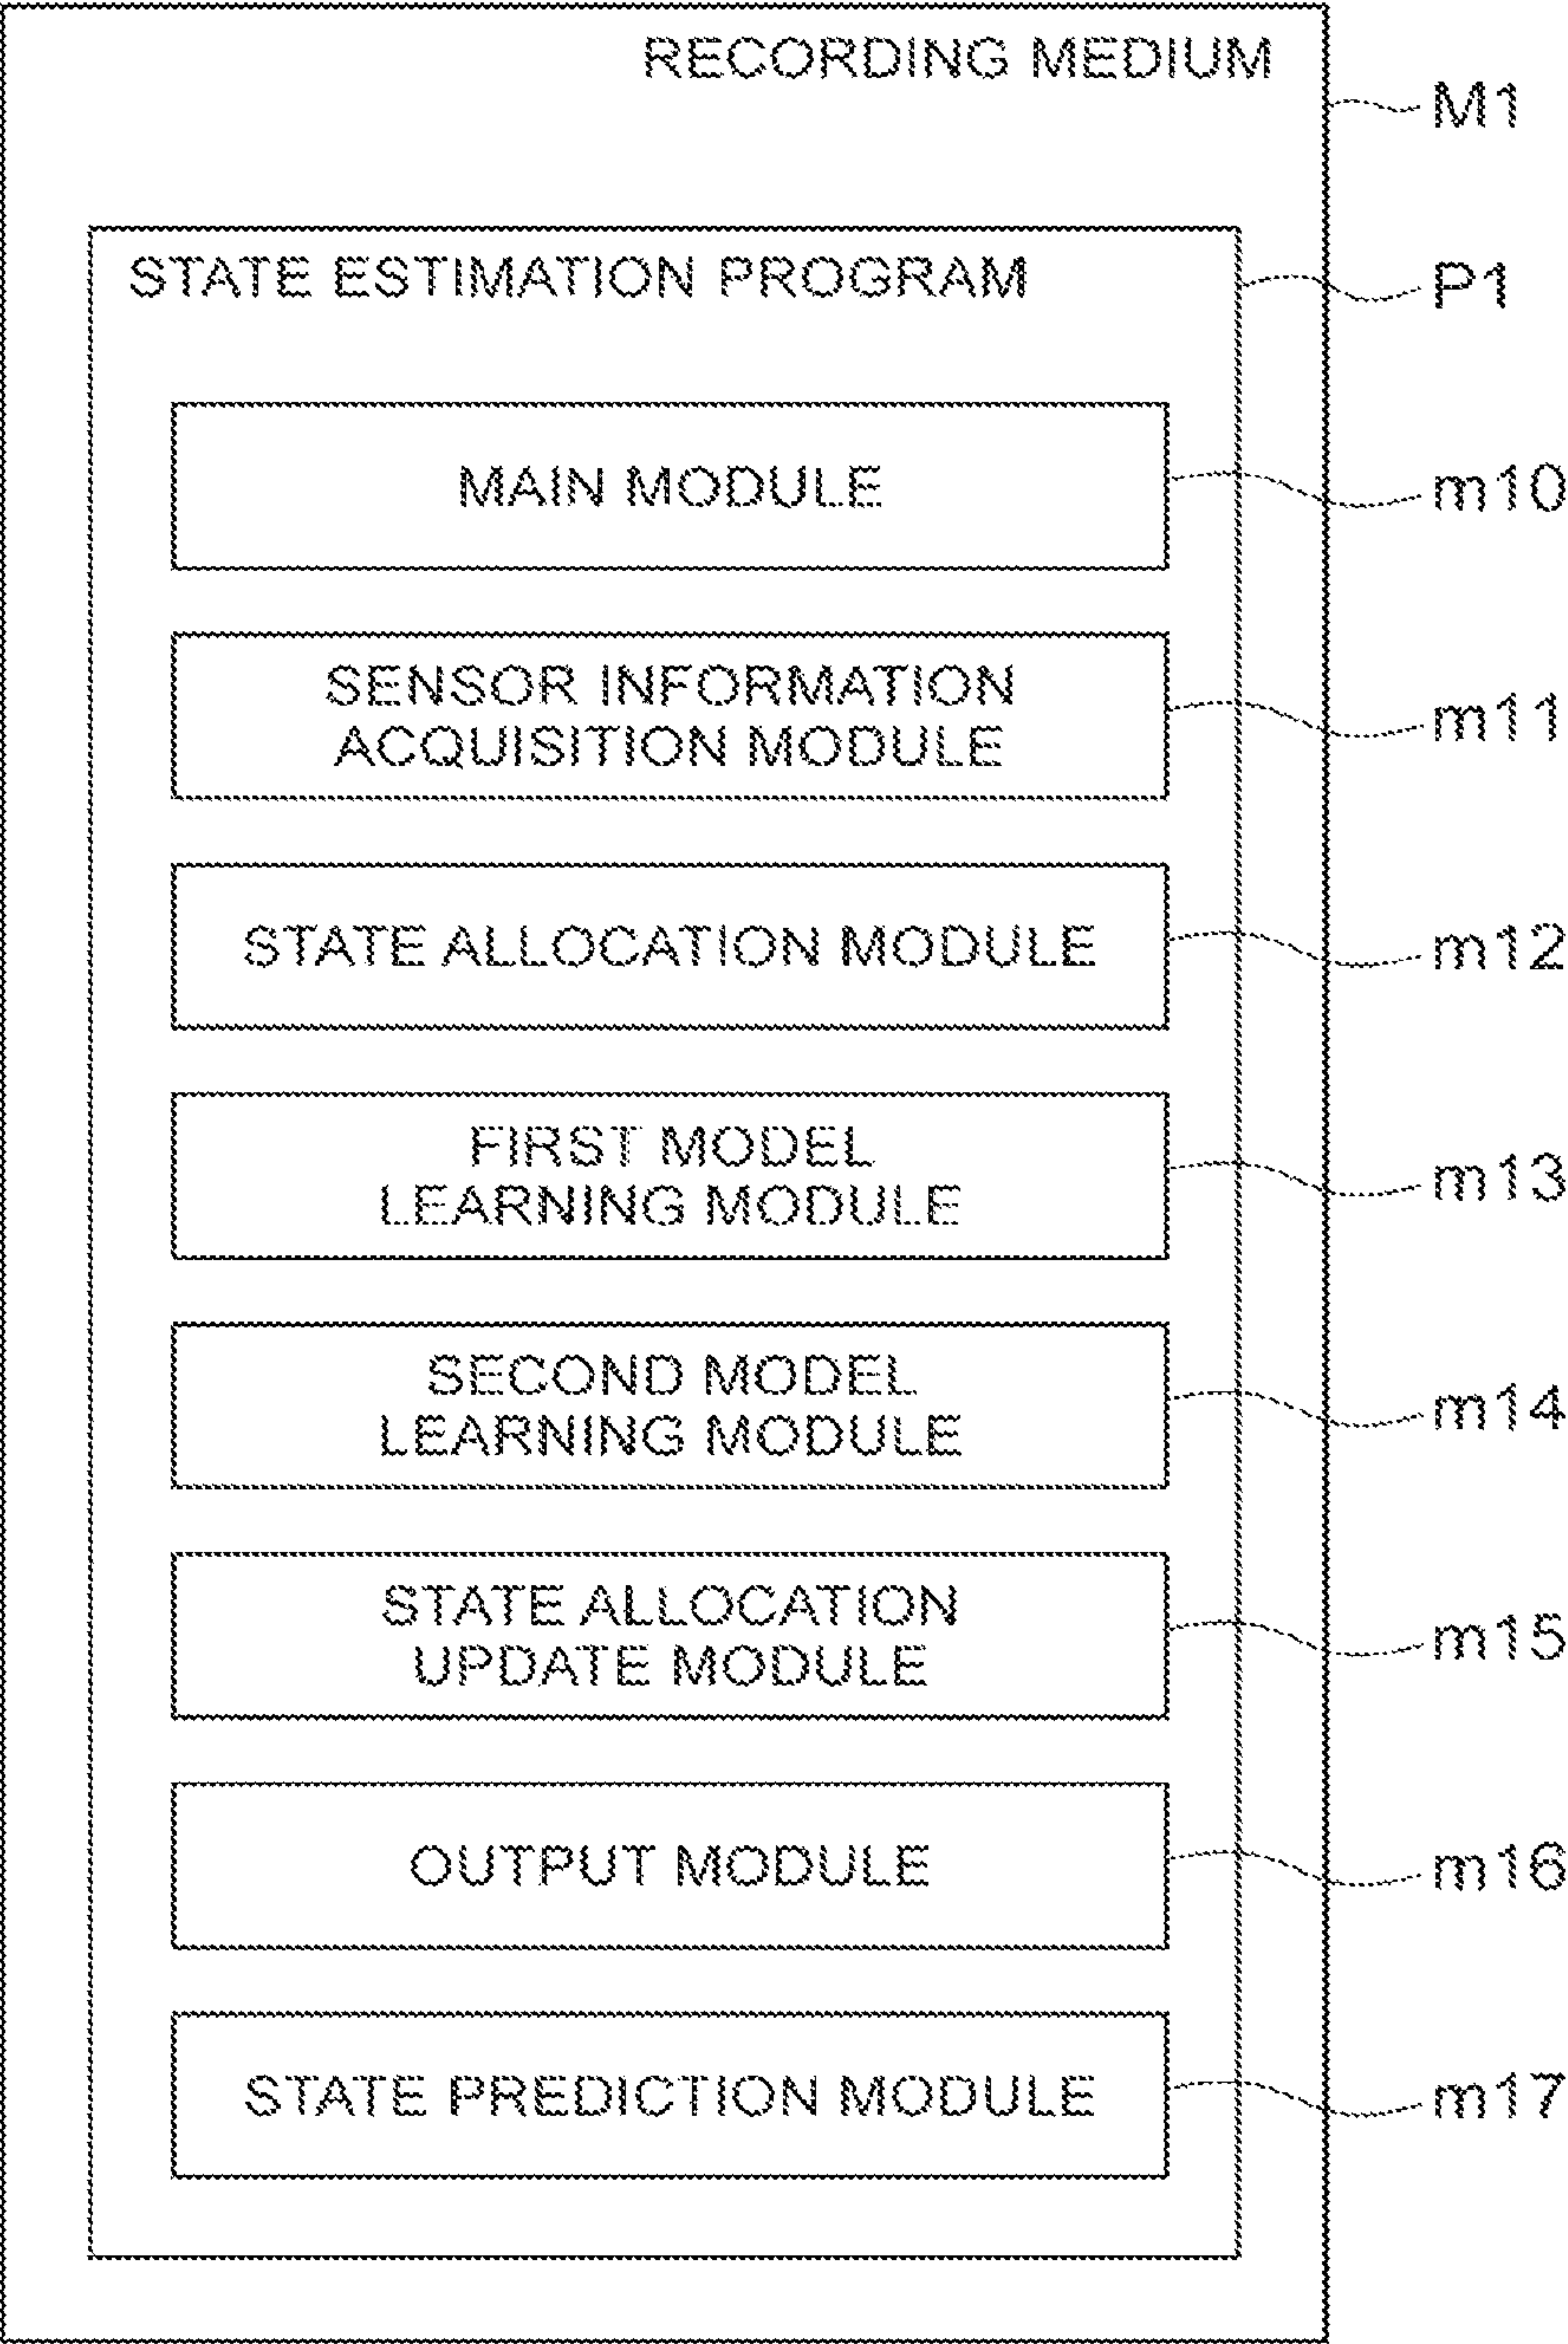 RECORDING MEDIUM
M1
STATE ESTIMATION PROGRAM
P1
MAIN MODULE
m10
SENSOR INFORMATION
ACQUISITION MODULE
m11
STATE ALLOCATION MODULE
m12
FIRST MODEL
LEARNING MODULE
m13
SECOND MODEL
LEARNING MODULE
m14
STATE ALLOCATION
UPDATE MODULE
m15
OUTPUT MODULE
m16
STATE PREDICTION MODULE
m17